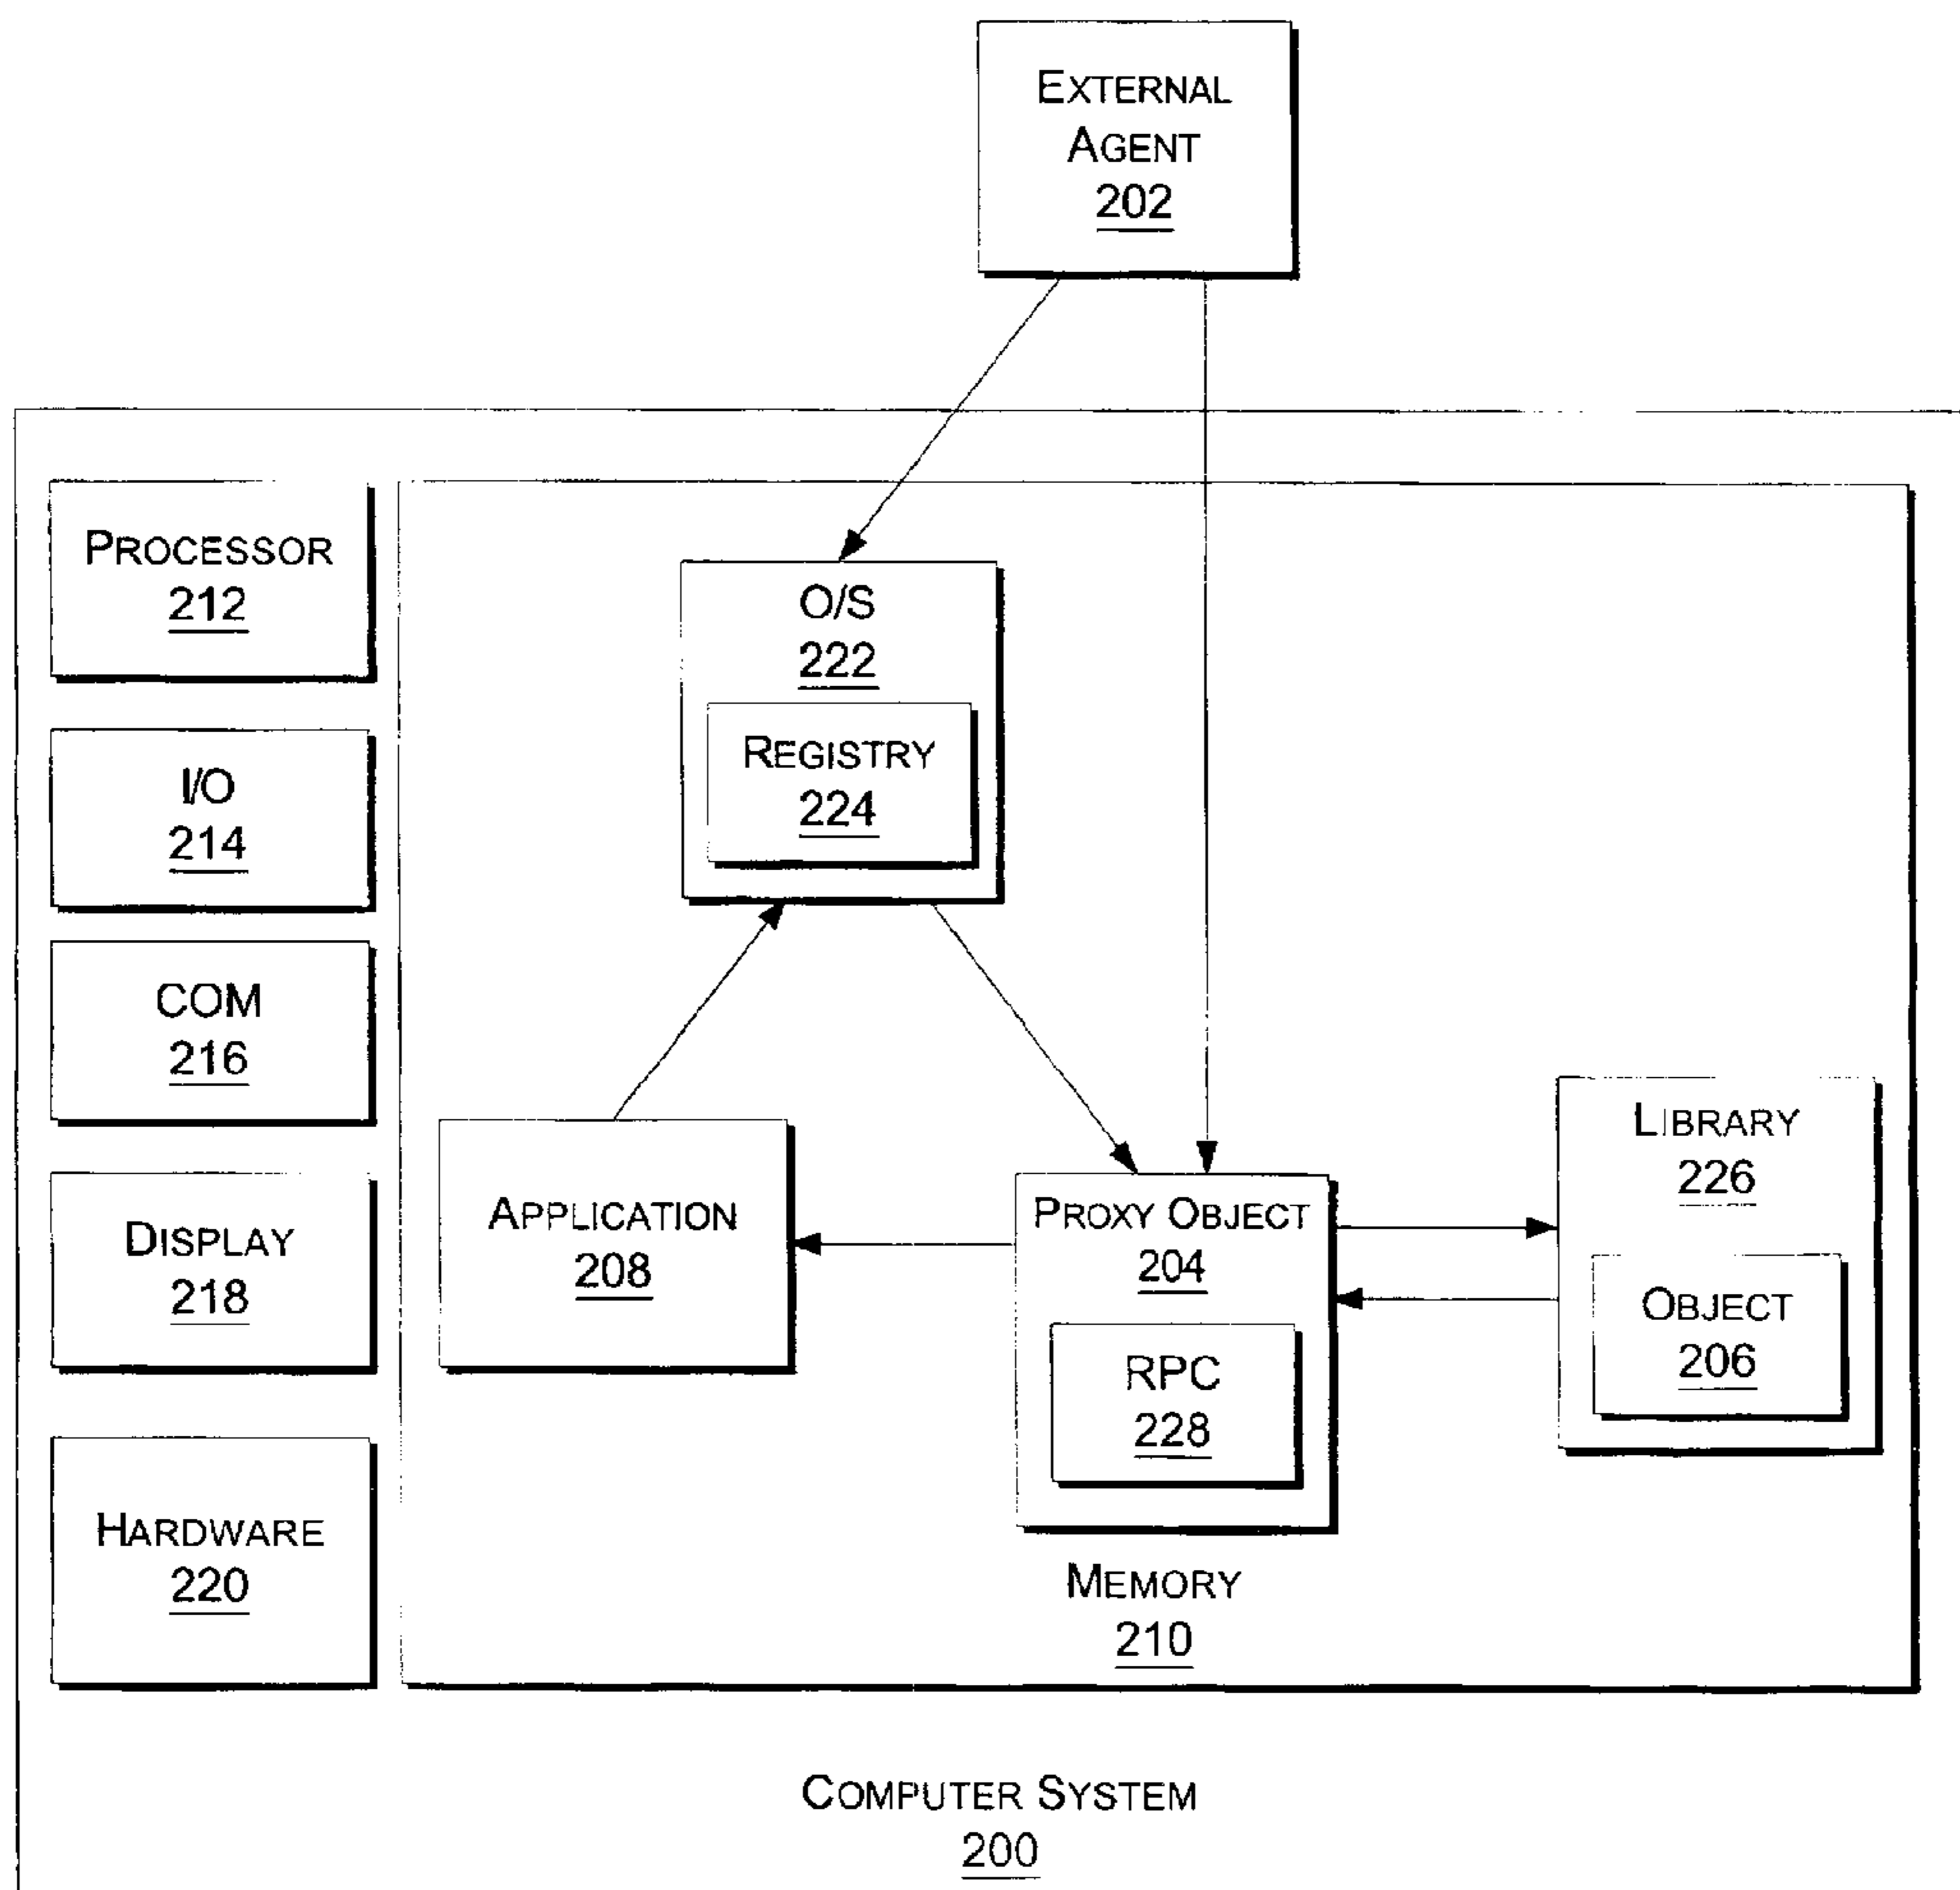 EXTERNAL
AGENT
202
PROCESSOR
212
I/O
214
COM
216
DISPLAY
218
HARDWARE
220
O/S
222
REGISTRY
224
APPLICATION
208
PROXY OBJECT
204
RPC
228
LIBRARY
226
OBJECT
206
MEMORY
210
COMPUTER SYSTEM
200